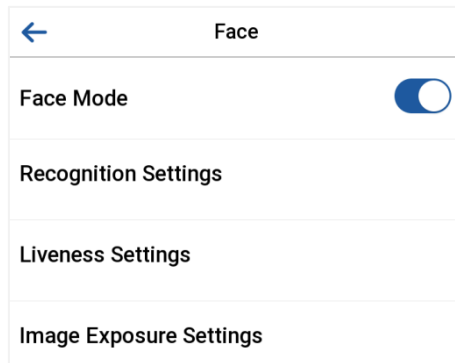 Face
Face Mode
Recognition Settings
Liveness Settings
Image Exposure Settings